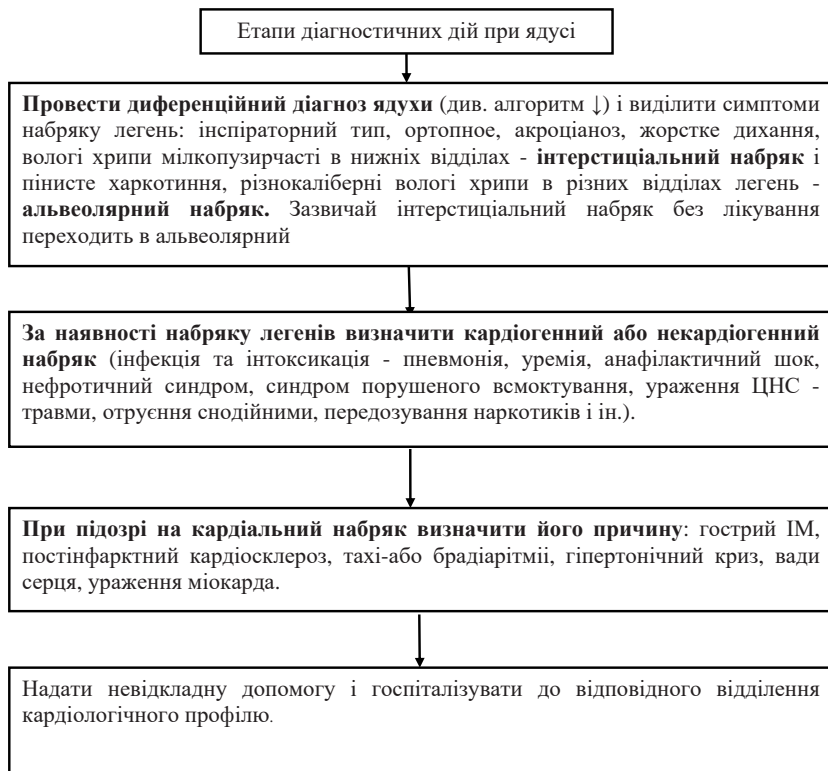 Етапи діагностичних дій при ядусі
Провести диференційний діагноз ядухи (див. алгоритм ↓) і виділити симптоми
набряку легень: інспіраторний тип, ортопное, акроціаноз, жорстке дихання,
вологі хрипи мілкопузирчасті в нижніх відділах - інтерстиціальний набряк і
пінисте харкотиння, різнокаліберні вологі хрипи в різних відділах легень -
альвеолярний набряк. Зазвичай інтерстиціальний набряк без лікування
переходить в альвеолярний
За наявності набряку легенів визначити кардіогенний або некардіогенний
набряк (інфекція та інтоксикація - пневмонія, уремія, анафілактичний шок,
нефротичний синдром, синдром порушеного всмоктування, ураження ЦНС -
травми, отруєння снодійними, передозування наркотиків і ін.).
При підозрі на кардіальний набряк визначити його причину: гострий ІМ,
постінфарктний кардіосклероз, тахі-або брадіарітміі, гіпертонічний криз, вади
серця, ураження міокарда.
Надати невідкладну допомогу і госпіталізувати до відповідного відділення
кардіологічного профілю.